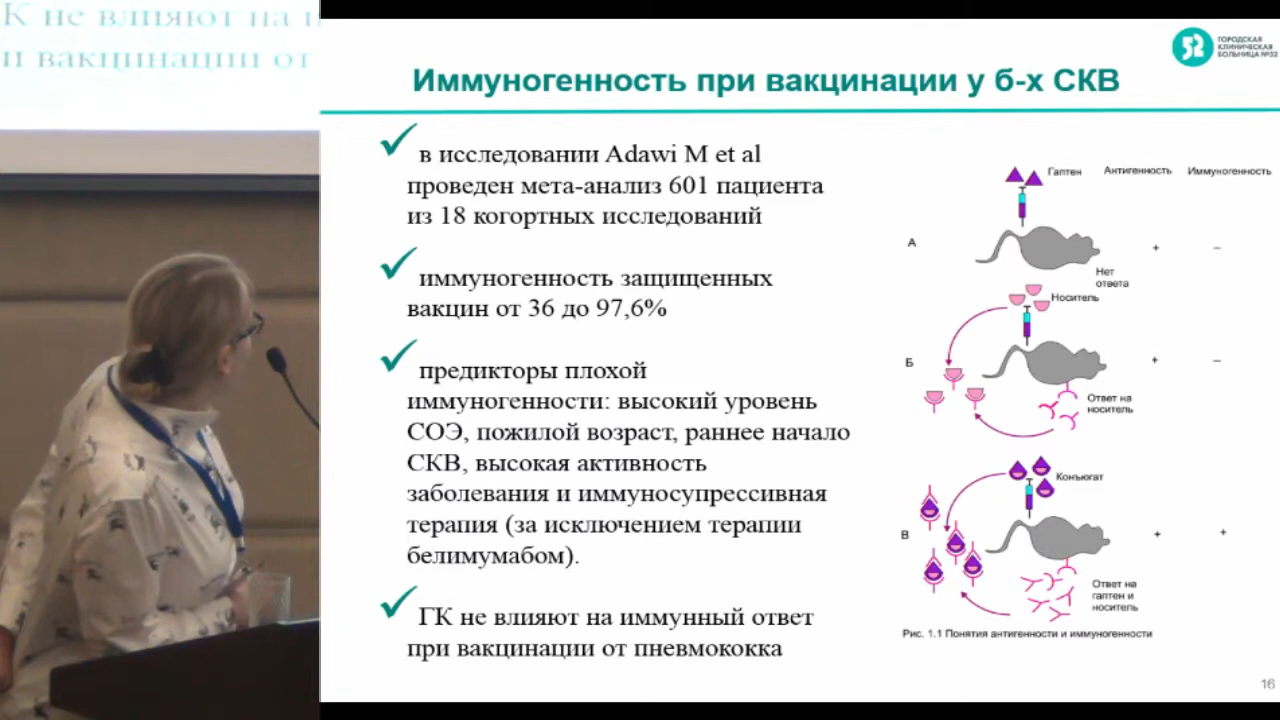 К не влияют на
и вакцинации от
52 ГОРОДСКАЯ
КЛИНИЧЕСКАЯ
БОЛЬНИЦА №52
Иммуногенность при вакцинации у б-х СКВ
в исследовании Adawi M et al
проведен мета-анализ 601 пациента
из 18 когортных исследований
иммуногенность защищенных
вакцин от 36 до 97,6%
предикторы плохой
иммуногенности: высокий уровень
СОЭ, пожилой возраст, раннее начало
СКВ, высокая активность
заболевания и иммуносупрессивная
терапия (за исключением терапии
белимумабом).
ГК не влияют на иммунный ответ
при вакцинации от пневмококка
Гаптен Антигенность Иммуногенность
А + –
Нет
ответа
Носитель
Б + –
Ответ на
носитель
Конъюгат
В + +
Ответ на
гаптен и
носитель
Рис. 1.1 Понятия антигенности и иммуногенности
16